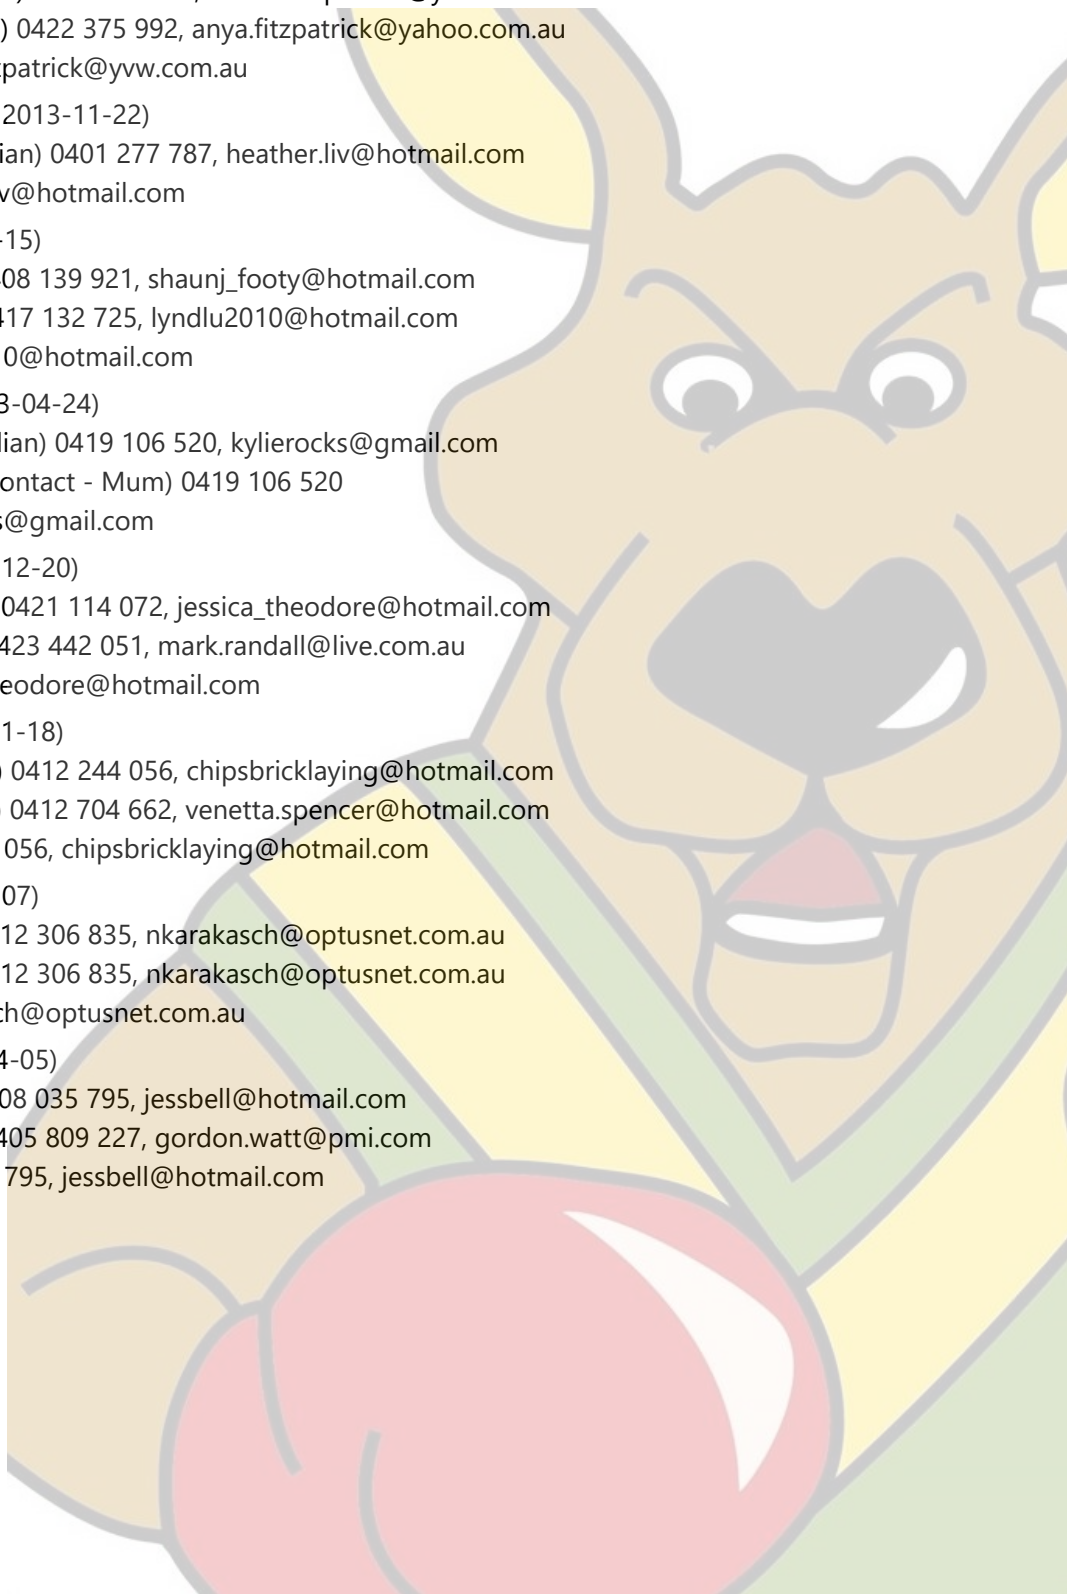 ) 0422 375 992, anya.fitzpatrick@yahoo.com.au
patrick@yvw.com.au
2013-11-22)
ian) 0401 277 787, heather.liv@hotmail.com
v@hotmail.com
-15)
08 139 921, shaunj_footy@hotmail.com
417 132 725, lyndlu2010@hotmail.com
0@hotmail.com
3-04-24)
lian) 0419 106 520, kylierocks@gmail.com
ontact - Mum) 0419 106 520
s@gmail.com
12-20)
0421 114 072, jessica_theodore@hotmail.com
423 442 051, mark.randall@live.com.au
eodore@hotmail.com
1-18)
) 0412 244 056, chipsbricklaying@hotmail.com
) 0412 704 662, venetta.spencer@hotmail.com
056, chipsbricklaying@hotmail.com
07)
12 306 835, nkarakasch@optusnet.com.au
12 306 835, nkarakasch@optusnet.com.au
ch@optusnet.com.au
4-05)
08 035 795, jessbell@hotmail.com
405 809 227, gordon.watt@pmi.com
795, jessbell@hotmail.com